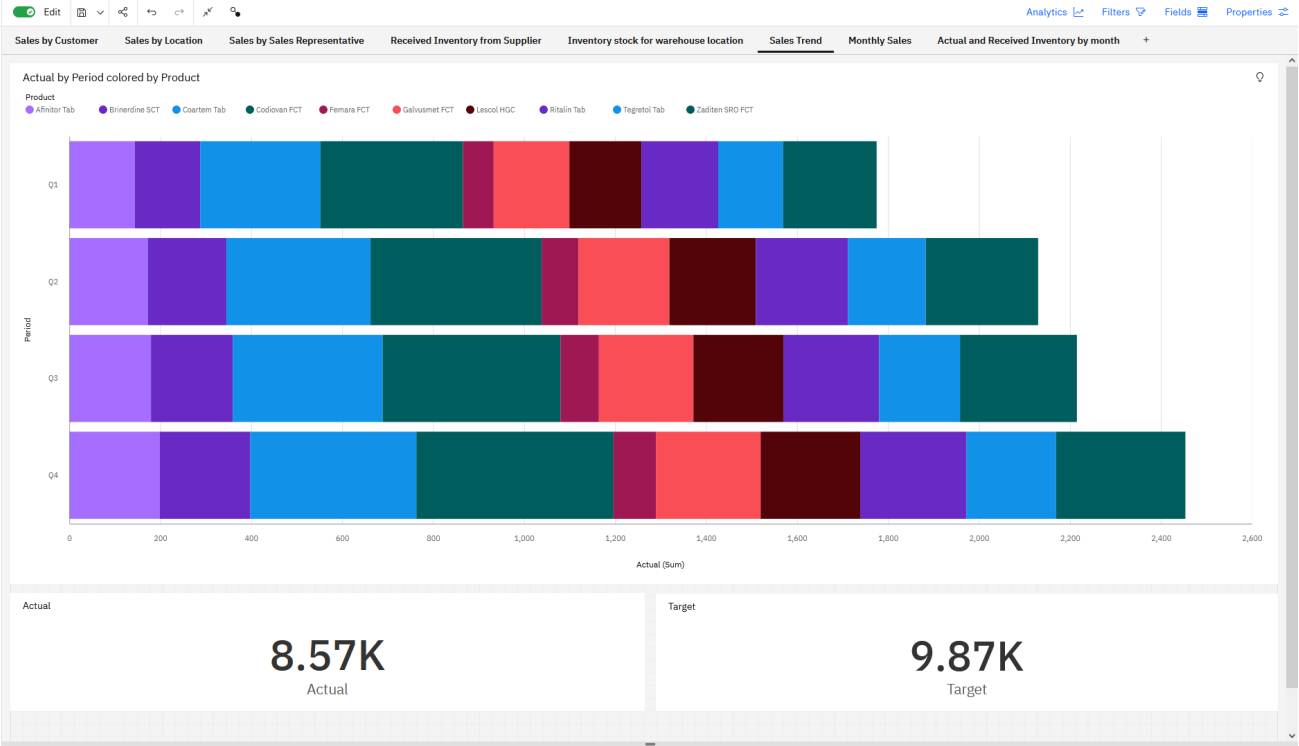 Edit
Analytics Filters Fields Properties
Sales by Customer Sales by Location Sales by Sales Representative Received Inventory from Supplier Inventory stock for warehouse location Sales Trend Monthly Sales Actual and Received Inventory by month +
Actual by Period colored by Product
Product
Afinitor Tab Brinerdine SCT Coartem Tab Codiovan FCT Femara FCT Galvusmet FCT Lescol HGC Ritalin Tab Tegretol Tab Zaditen SRO FCT
Q1
Q2
Period
Q3
Q4
0 200 400 600 800 1,000 1,200 1,400 1,600 1,800 2,000 2,200 2,400 2,600
Actual (Sum)
Actual
8.57K
Actual
Target
9.87K
Target